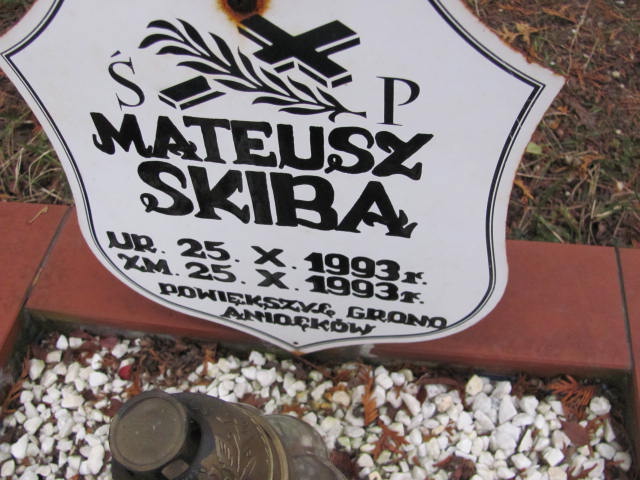 Ś P
MATEUSZ
SKIBA
UR. 25. X. 1993 r.
ZM. 25. X. 1993 r.
POWIĘKSZYŁ GRONO
ANIOŁKÓW